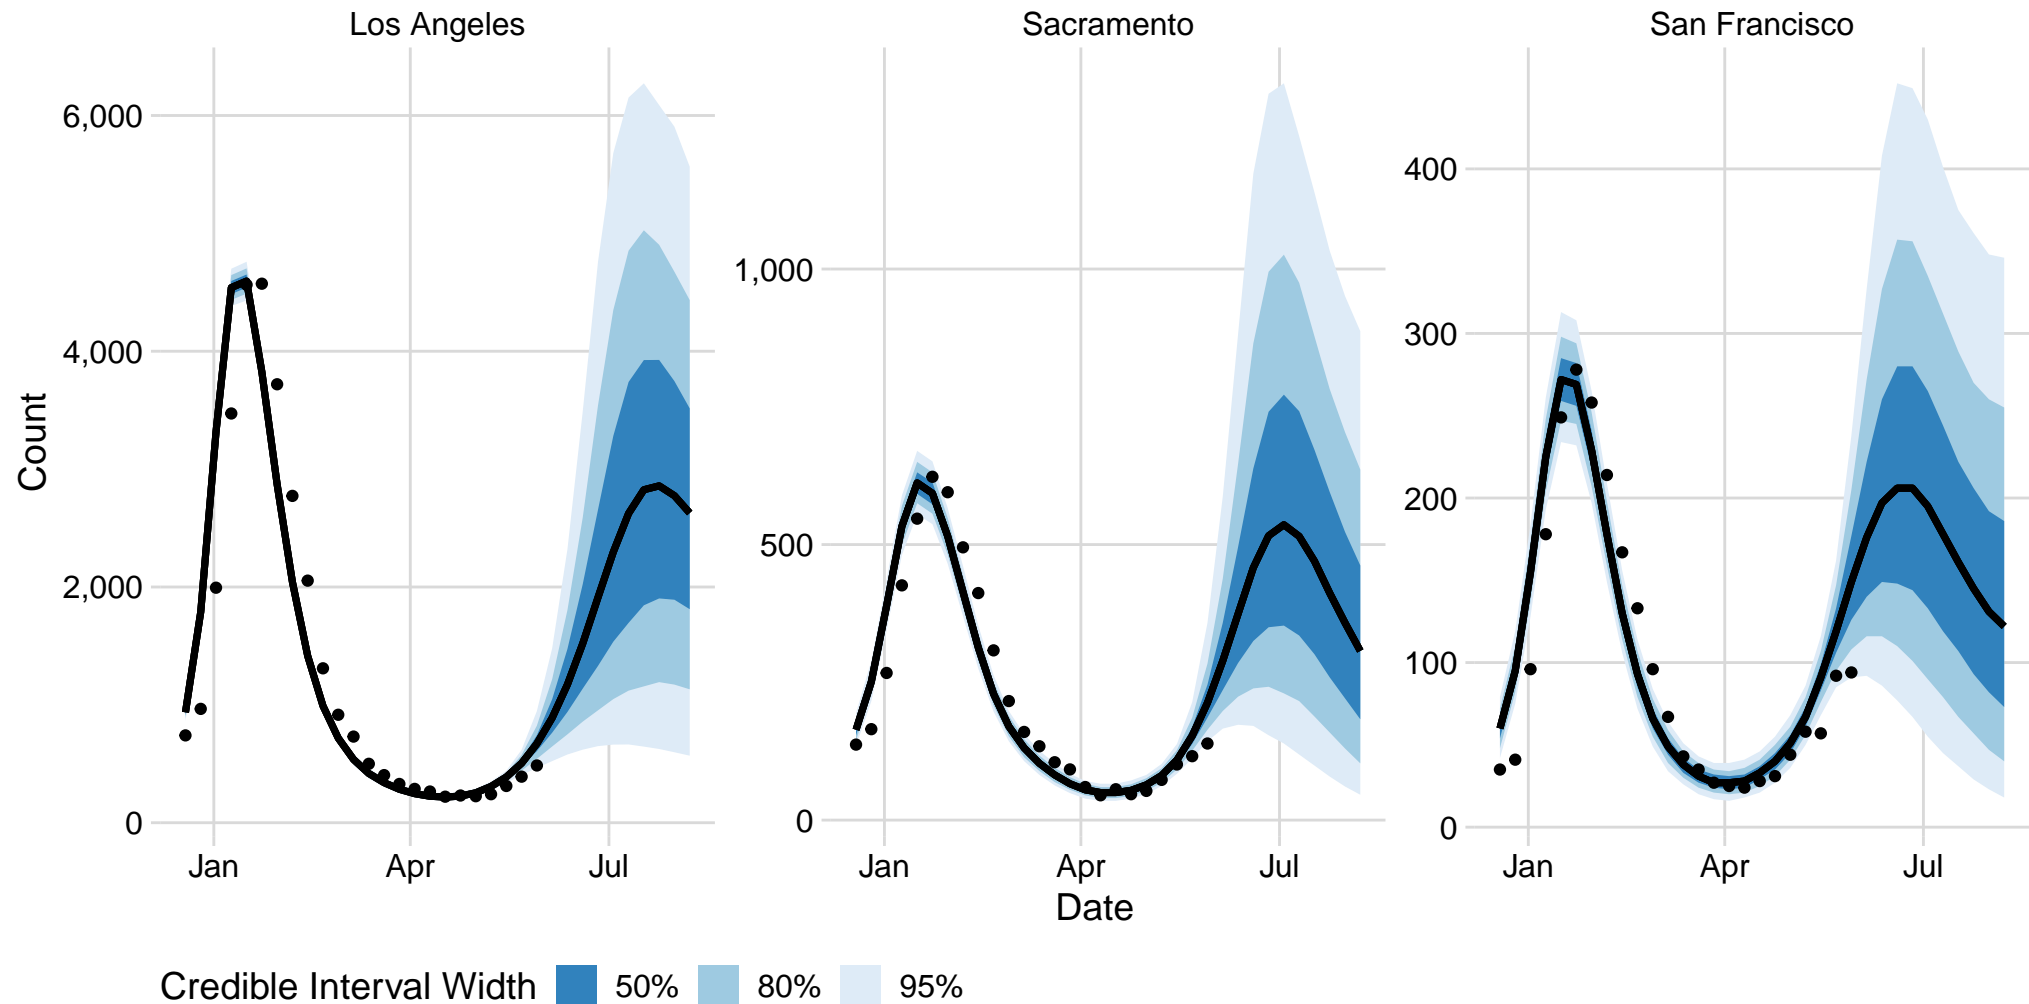 Los Angeles
Sacramento
San Francisco
Count
6,000
4,000
2,000
0
1,000
500
0
400
300
200
100
0
Jan Apr Jul
Jan Apr Jul
Jan Apr Jul
Date
Credible Interval Width 50% 80% 95%